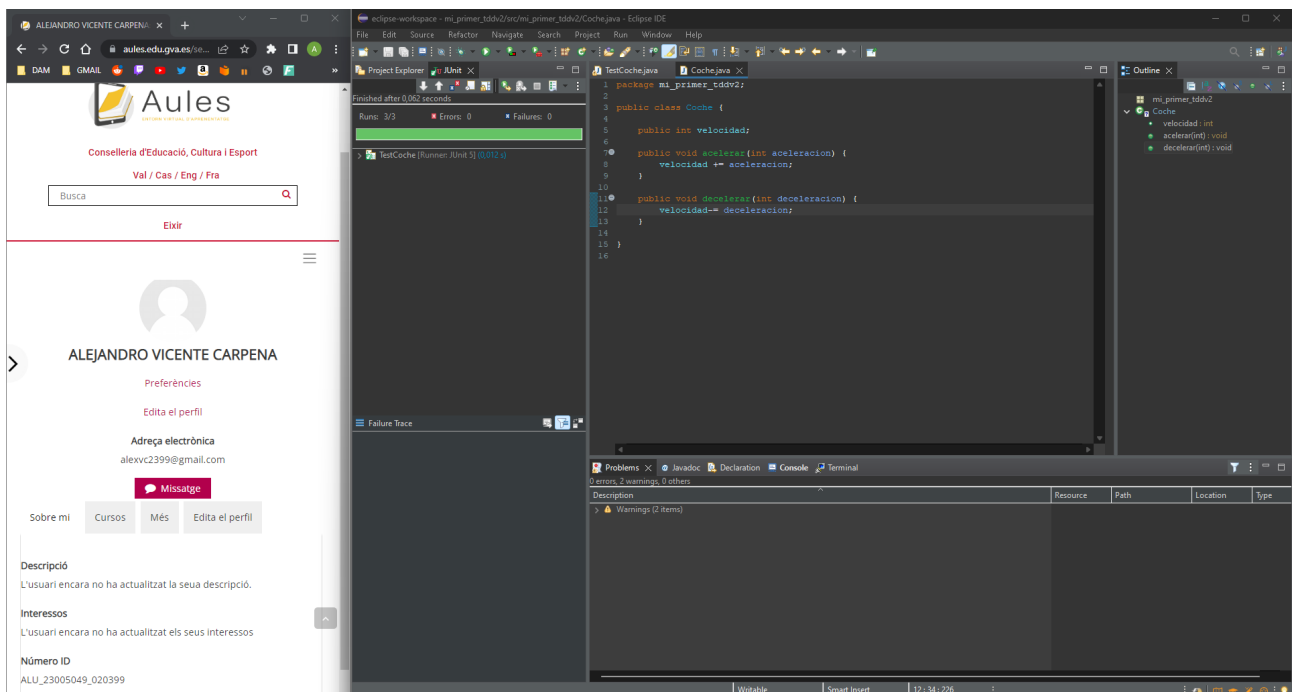 ALEJANDRO VICENTE CARPENA
aules.edu.gva.es/se...
DAM
GMAIL
Aules
ENTORN VIRTUAL D'APRENENTATGE
Conselleria d'Educació, Cultura i Esport
Val / Cas / Eng / Fra
Busca
Eixir
ALEJANDRO VICENTE CARPENA
Preferències
Edita el perfil
Adreça electrònica
alexvc2399@gmail.com
Missatge
Sobre mi Cursos Més Edita el perfil
Descripció
L'usuari encara no ha actualitzat la seua descripció.
Interessos
L'usuari encara no ha actualitzat els seus interessos
Número ID
ALU_23005049_020399
eclipse-workspace - mi_primer_tddv2/src/mi_primer_tddv2/Coche.java - Eclipse IDE
File Edit Source Refactor Navigate Search Project Run Window Help
Project Explorer JUnit
Finished after 0,062 seconds
Runs: 3/3 Errors: 0 Failures: 0
TestCoche [Runner: JUnit 5] (0,012 s)
Failure Trace
TestCoche.java Coche.java
1 package mi_primer_tddv2;
2
3 public class Coche {
4
5 public int velocidad;
6
7 public void acelerar(int aceleracion) {
8 velocidad += aceleracion;
9 }
10
11 public void decelerar(int deceleracion) {
12 velocidad-= deceleracion;
13 }
14
15 }
16
Outline
mi_primer_tddv2
Coche
velocidad : int
acelerar(int) : void
decelerar(int) : void
Problems Javadoc Declaration Console Terminal
0 errors, 2 warnings, 0 others
Description Resource Path Location Type
Warnings (2 items)
Writable Smart Insert 12 : 34 : 226